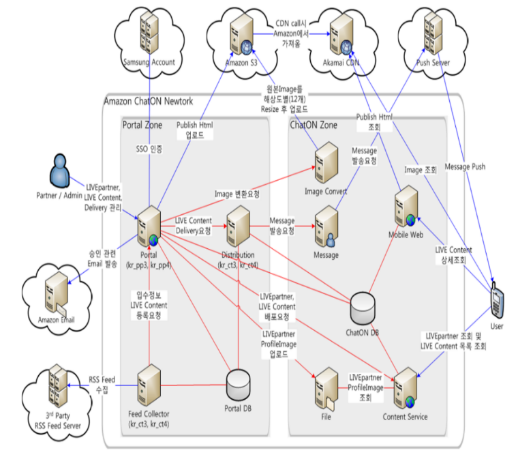 Samsung Account
Amazon S3
CDN call시
Amazon에서
가져옴
Akamai CDN
Push Server
원본Image를
해상도별(12개)
Resize 후 업로드
Amazon ChatON Newtork
Portal Zone
ChatON Zone
Publish Html
업로드
Publish Html
조회
SSO 인증
Message
발송요청
Image 조회
Message Push
Partner / Admin
LIVEpartner,
LIVE Content,
Delivery 관리
Image 변환요청
Image Convert
LIVE Content
Delivery요청
Message
발송요청
Portal
(kr_pp3, kr_pp4)
Distribution
(kr_ct3, kr_ct4)
Message
Mobile Web
승인 관련
Email 발송
LIVE Content
상세조회
Amazon Email
입수정보
LIVE Content
등록요청
LIVEpartner,
LIVE Content
배포요청
ChatON DB
User
LIVEpartner
ProfileImage
업로드
LIVEpartner 조회 및
LIVE Content 목록 조회
RSS Feed
수집
LIVEpartner
ProfileImage
조회
3rd Party
RSS Feed Server
Feed Collector
(kr_ct3, kr_ct4)
Portal DB
File
Content Service